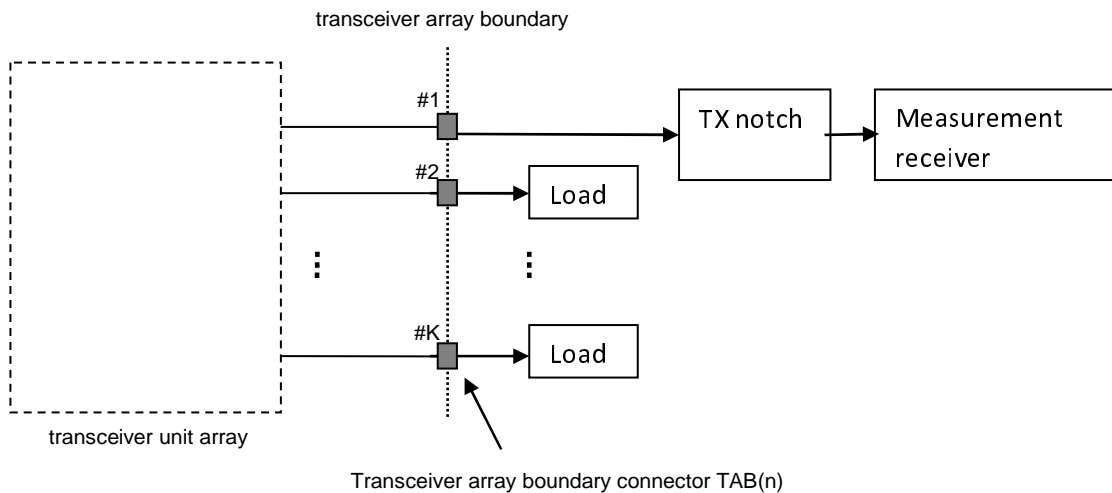 transceiver array boundary
#1
TX notch
Measurement
receiver
#2
Load
#K
Load
transceiver unit array
Transceiver array boundary connector TAB(n)